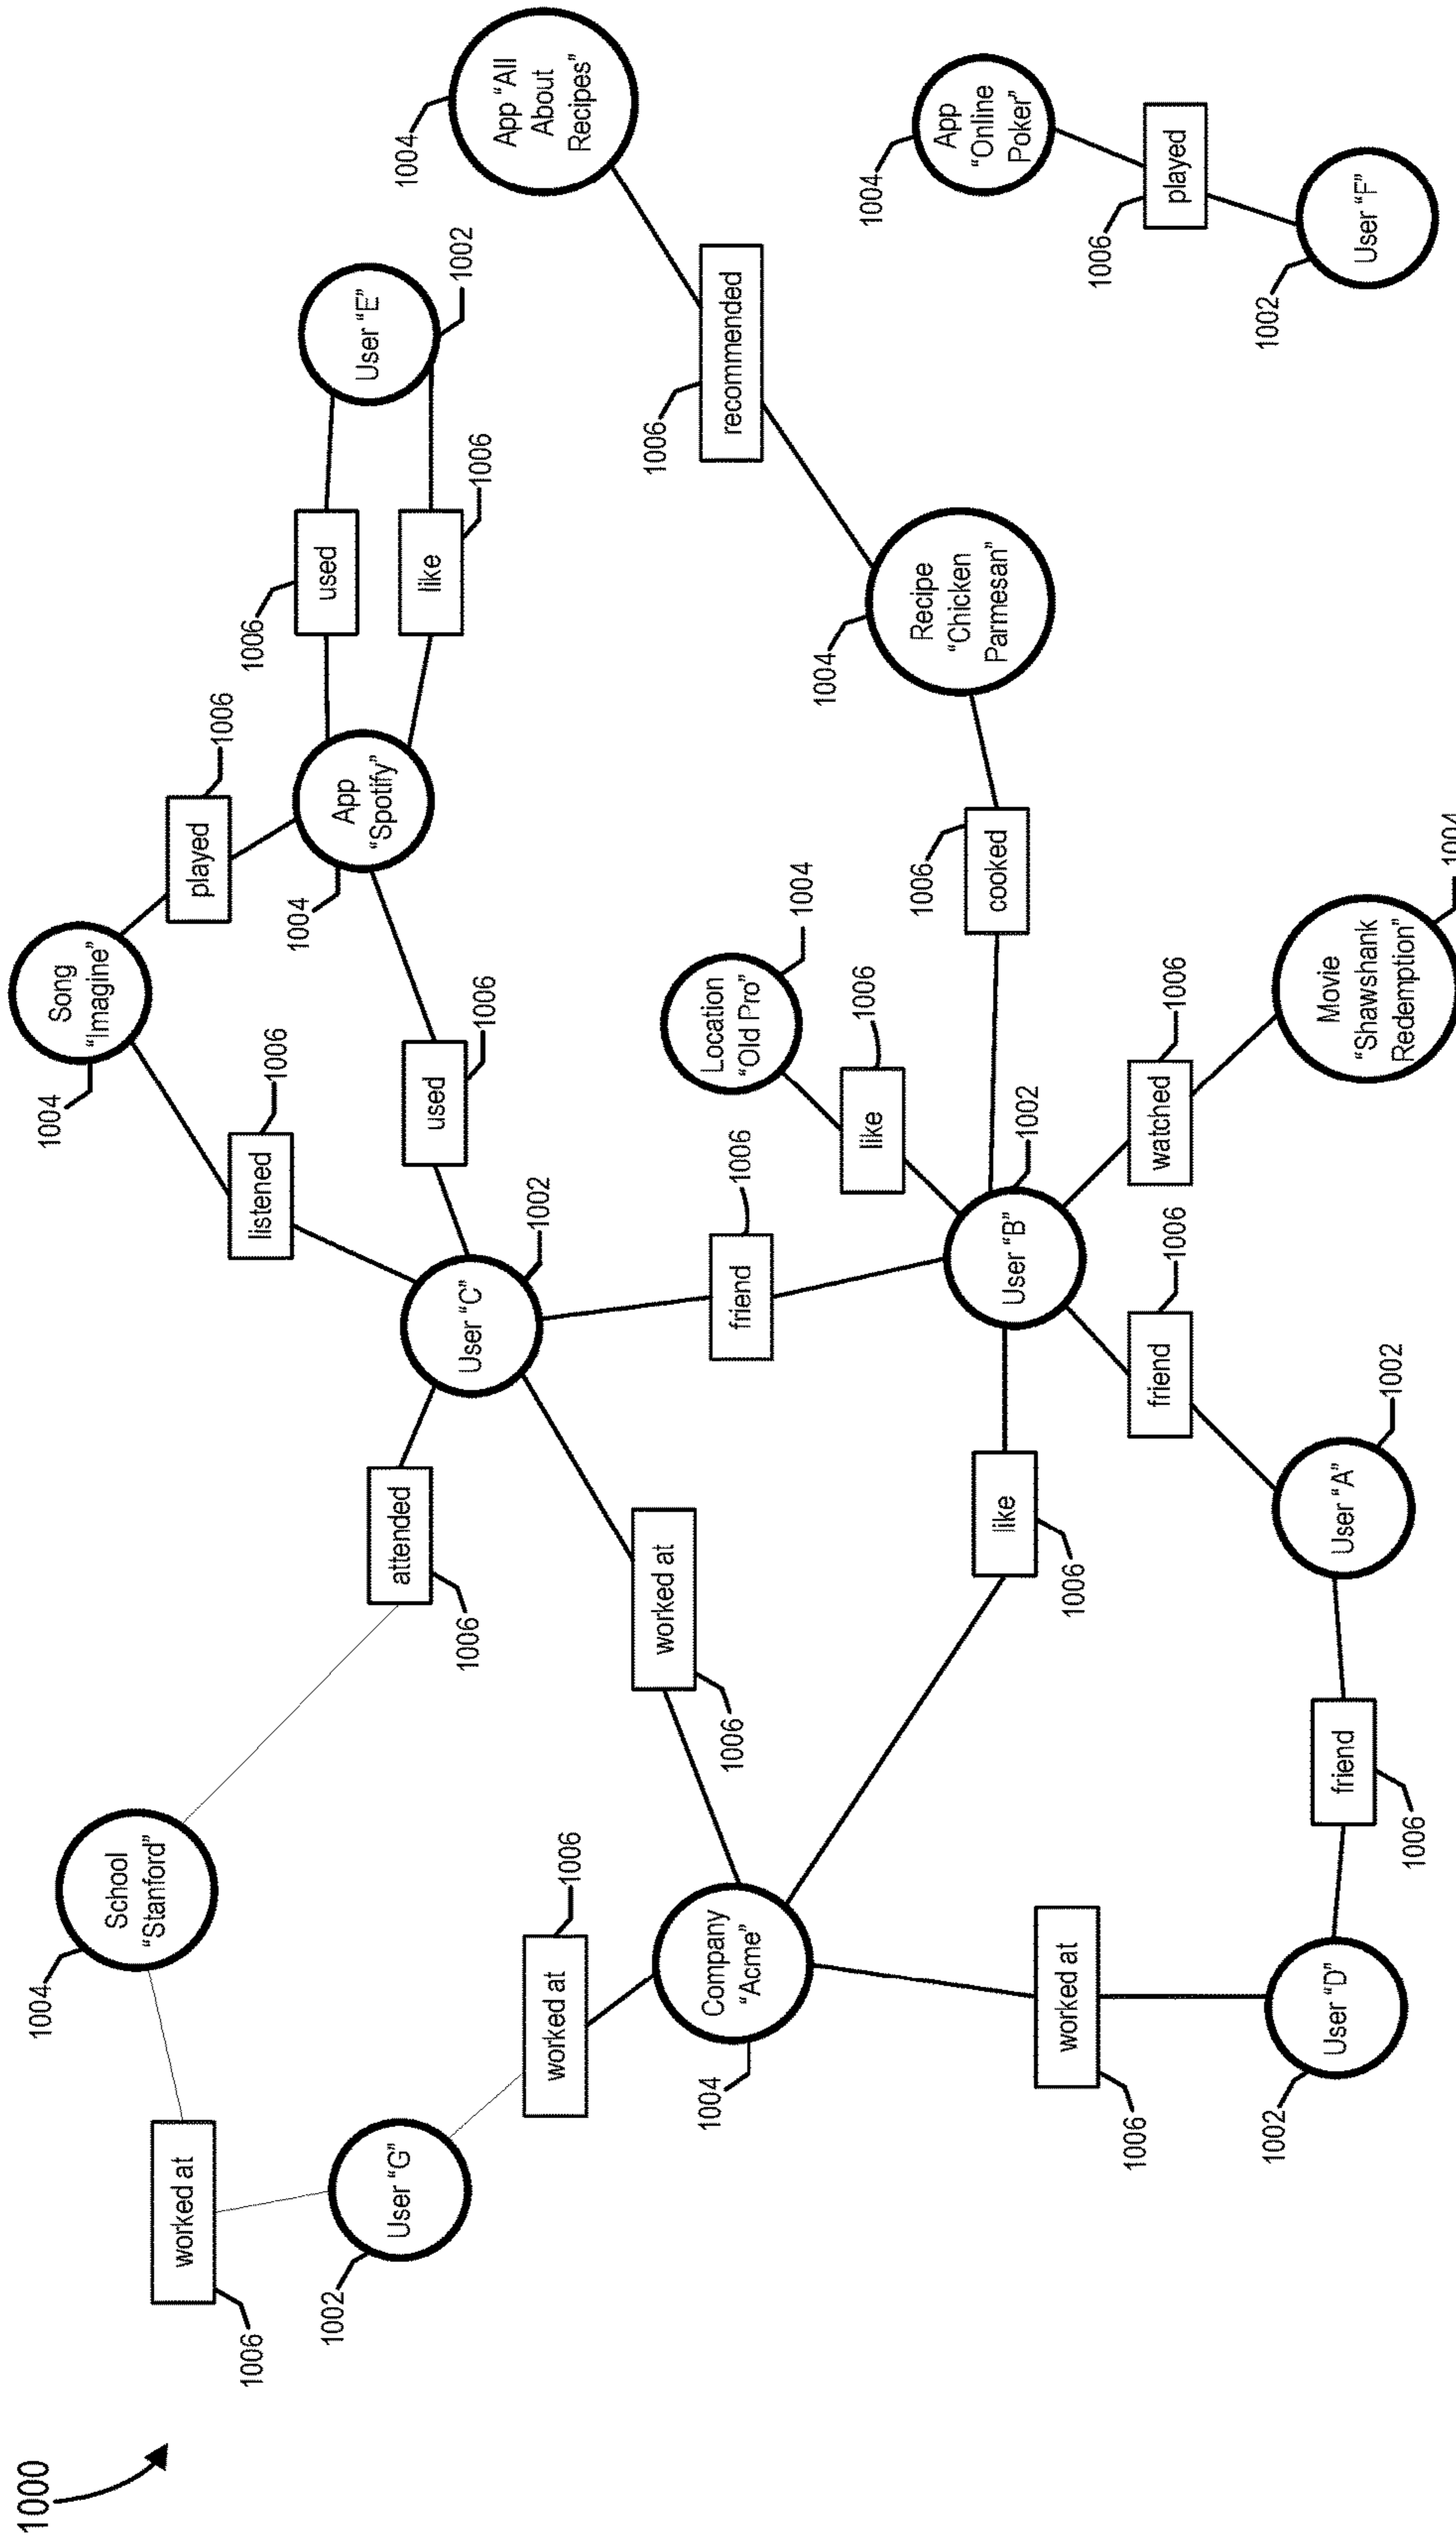 1000
1004
School
"Stanford"
1004
Song
"Imagine"
worked at
1006
attended
1006
listened
1006
played
1006
1002
User "G"
User "C"
1002
used
1006
1004
App
"Spotify"
1006
used
like
1006
User "E"
1002
1004
App "All
About
Recipes"
worked at
1006
worked at
1006
1004
Company
"Acme"
friend
1006
Location
"Old Pro"
1004
like
1006
1006
recommended
1004
Recipe
"Chicken
Parmesan"
1006
cooked
like
1006
User "B"
1002
1004
App
"Online
Poker"
worked at
1006
friend
1006
watched
1006
1006
played
1002
User "D"
friend
1006
User "A"
1002
Movie
"Shawshank
Redemption"
1004
1002
User "F"